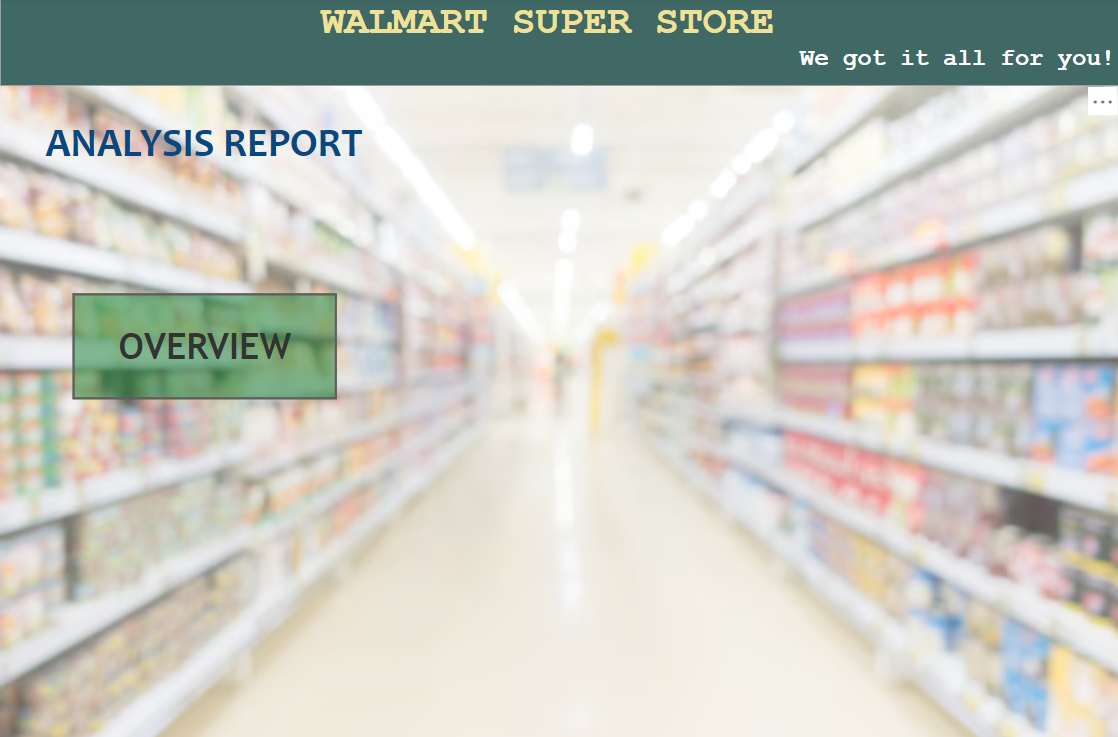 WALMART SUPER STORE
We got it all for you!
ANALYSIS REPORT
OVERVIEW